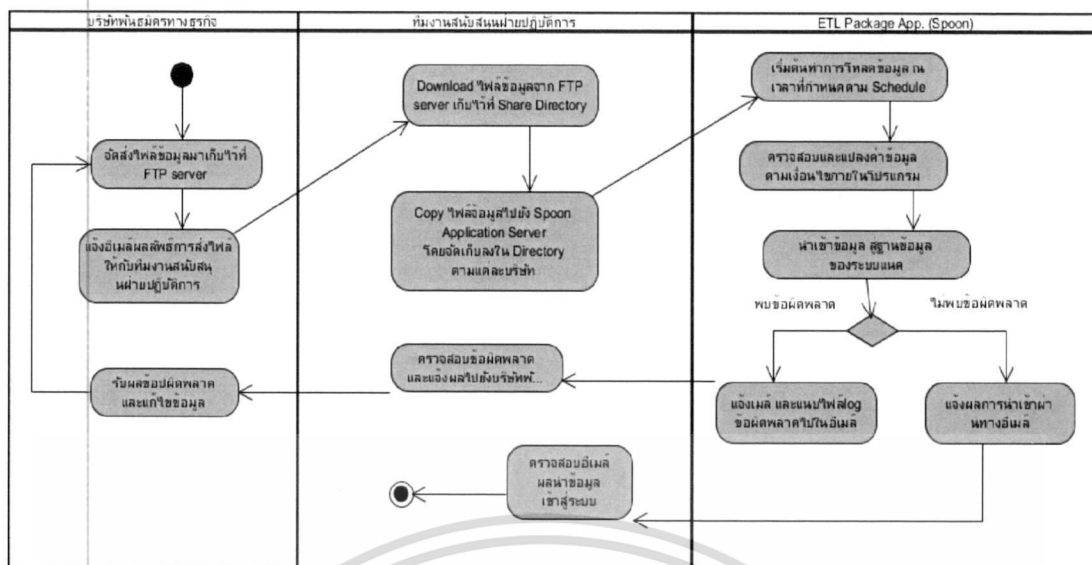 บริษัทพันธมิตรทางธุรกิจ
ทีมงานสนับสนุนฝ่ายปฏิบัติการ
ETL Package App. (Spoon)
จัดส่งไฟล์ข้อมูลมาเก็บไว้ที่
FTP server
แจ้งอีเมล์ผลลัพธ์การส่งไฟล์
ให้กับทีมงานสนับสนุ
นฝ่ายปฏิบัติการ
Download ไฟล์ข้อมูลจาก FTP
server เก็บไว้ที่ Share Directory
Copy ไฟล์ข้อมูลไปยัง Spoon
Application Server
โดยจัดเก็บลงใน Directory
ตามแต่ละบริษัท
เริ่มต้นทำการโหลดข้อมูล ณ
เวลาที่กำหนดตาม Schedule
ตรวจสอบและแปลงค่าข้อมูล
ตามเงื่อนไขภายในโปรแกรม
นำเข้าข้อมูล สู่ฐานข้อมูล
ของระบบแนค
พบข้อผิดพลาด
ไม่พบข้อผิดพลาด
แจ้งเมล์ และแนบไฟล์log
ข้อผิดพลาดไปในอีเมล์
แจ้งผลการนำเข้าผ่า
นทางอีเมล์
ตรวจสอบข้อผิดพลาด
และแจ้งผลไปยังบริษัทพั...
รับผลข้อผิดพลาด
และแก้ไขข้อมูล
ตรวจสอบอีเมล์
ผลนำข้อมูล
เข้าสู่ระบบ